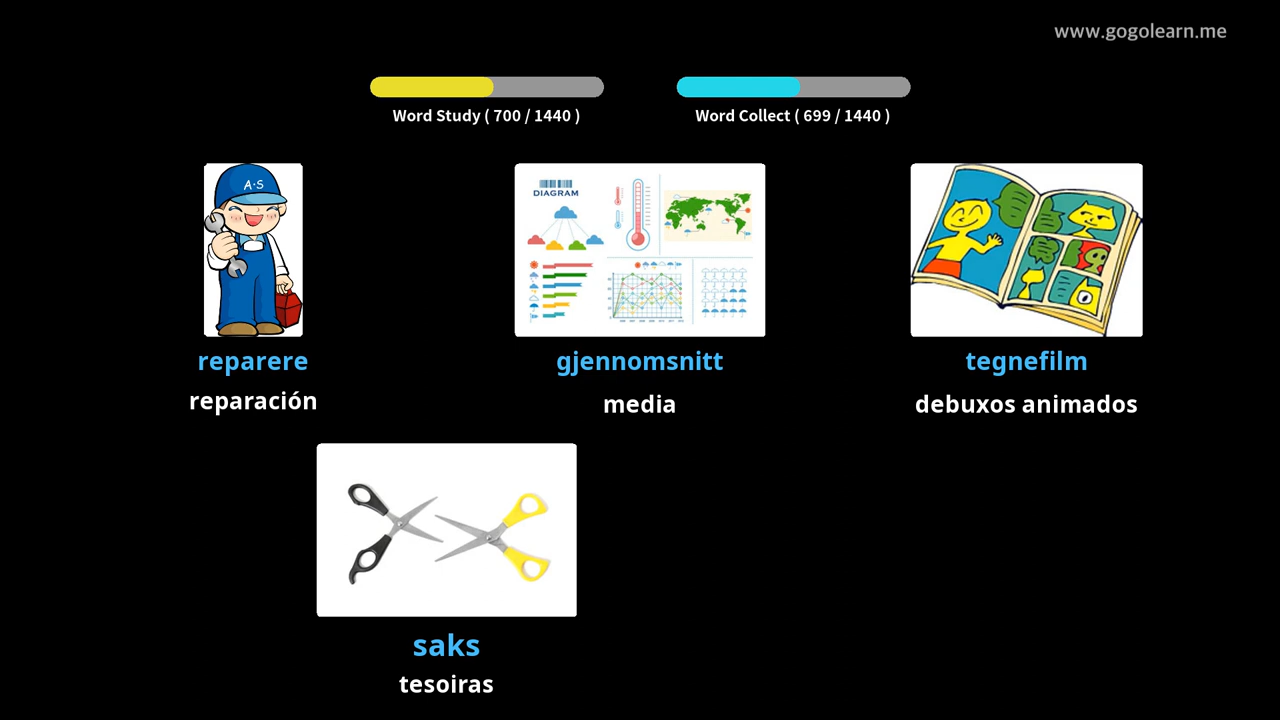 www.gogolearn.me
Word Study ( 700 / 1440 )
Word Collect ( 699 / 1440 )
A·S
DIAGRAM
reparere
gjennomsnitt
tegnefilm
reparación
media
debuxos animados
saks
tesoiras